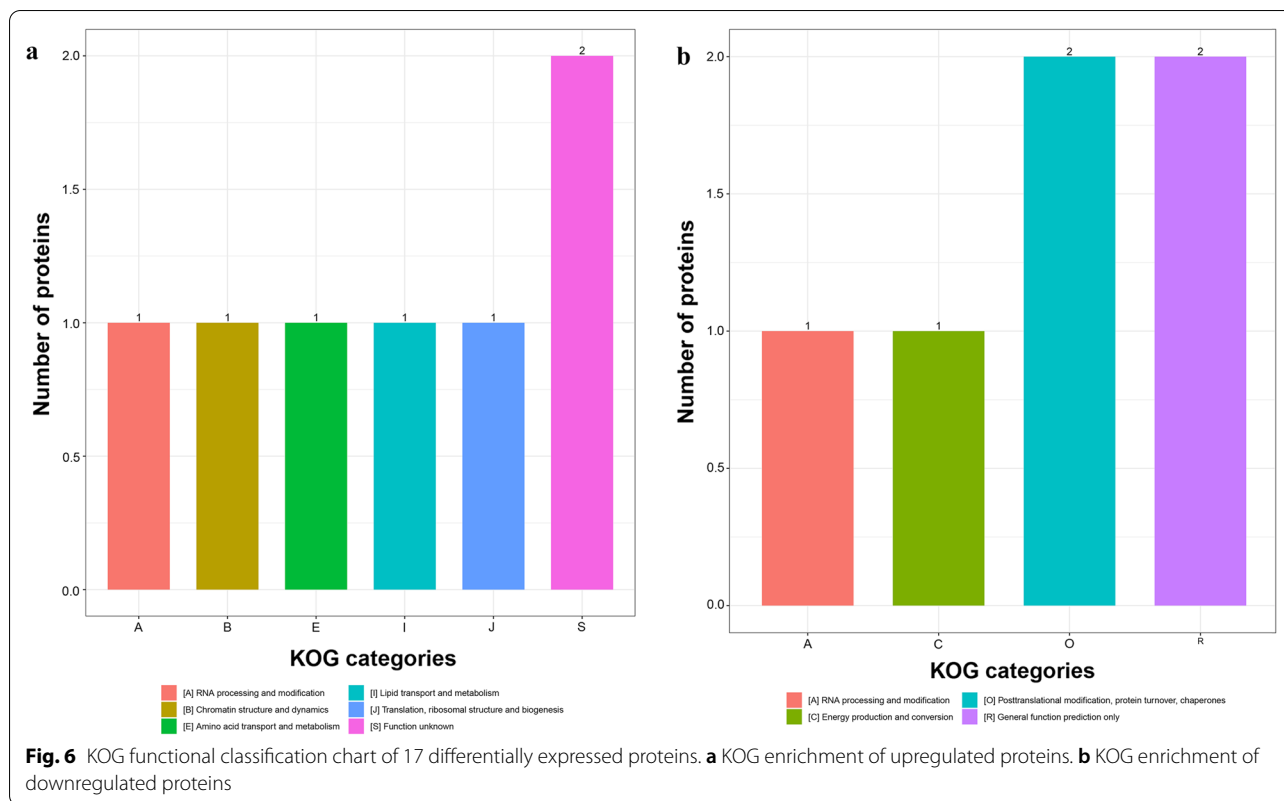 a
Number of proteins
2.0
1.5
1.0
0.5
0.0
1 1 1 1 1 2
A B E I J S
KOG categories
[A] RNA processing and modification
[B] Chromatin structure and dynamics
[E] Amino acid transport and metabolism
[I] Lipid transport and metabolism
[J] Translation, ribosomal structure and biogenesis
[S] Function unknown
b
Number of proteins
2.0
1.5
1.0
0.5
0.0
1 1 2 2
A C O R
KOG categories
[A] RNA processing and modification
[C] Energy production and conversion
[O] Posttranslational modification, protein turnover, chaperones
[R] General function prediction only
Fig. 6 KOG functional classification chart of 17 differentially expressed proteins. a KOG enrichment of upregulated proteins. b KOG enrichment of
downregulated proteins